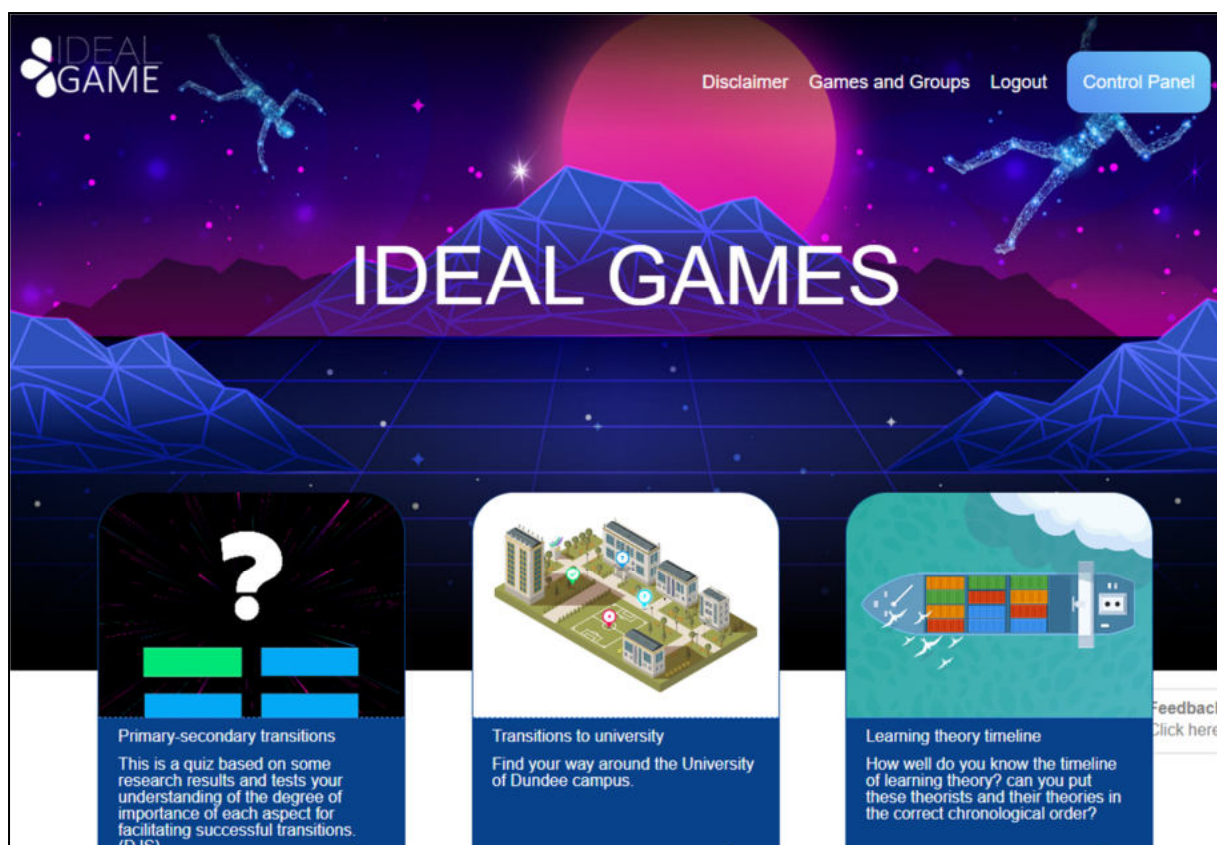 IDEAL
GAME
Disclaimer Games and Groups Logout Control Panel
IDEAL GAMES
?
Primary-secondary transitions
This is a quiz based on some
research results and tests your
understanding of the degree of
importance of each aspect for
facilitating successful transitions.
Transitions to university
Find your way around the University
of Dundee campus.
Learning theory timeline
How well do you know the timeline
of learning theory? can you put
these theorists and their theories in
the correct chronological order?
Feedback
Click here